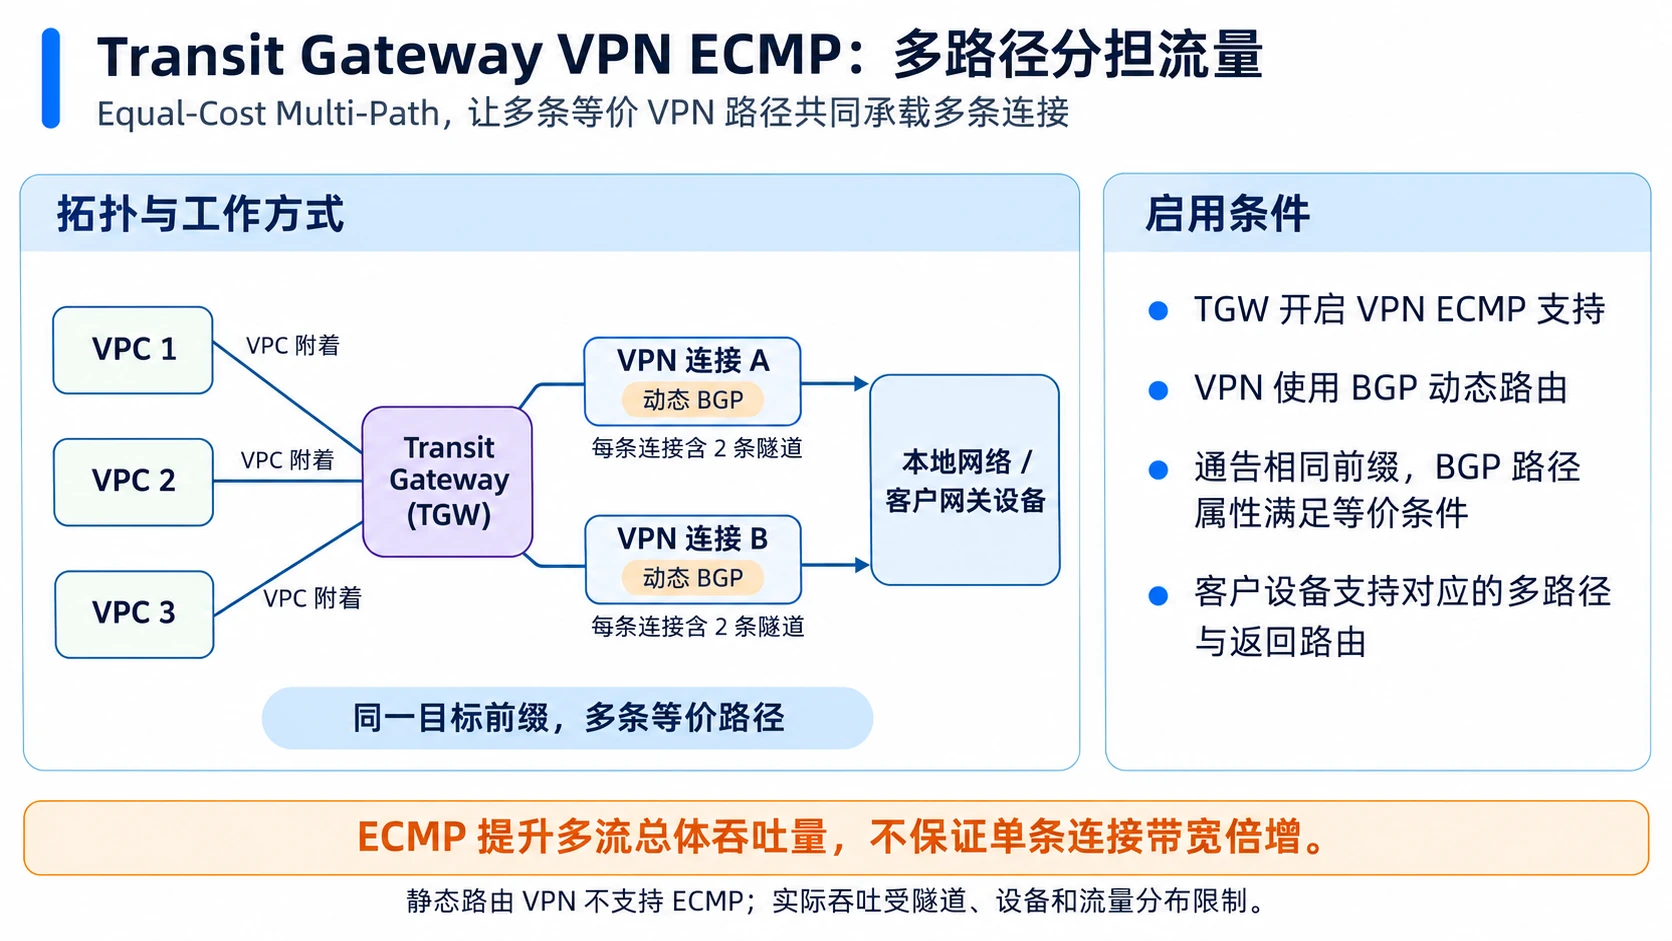 Transit Gateway VPN ECMP：多路径分担流量
Equal-Cost Multi-Path，让多条等价 VPN 路径共同承载多条连接
拓扑与工作方式
VPC 1
VPC 附着
VPC 2
VPC 附着
VPC 3
VPC 附着
Transit
Gateway
(TGW)
VPN 连接 A
动态 BGP
每条连接含 2 条隧道
VPN 连接 B
动态 BGP
每条连接含 2 条隧道
本地网络 /
客户网关设备
同一目标前缀，多条等价路径
启用条件
TGW 开启 VPN ECMP 支持
VPN 使用 BGP 动态路由
通告相同前缀，BGP 路径
属性满足等价条件
客户设备支持对应的多路径
与返回路由
ECMP 提升多流总体吞吐量，不保证单条连接带宽倍增。
静态路由 VPN 不支持 ECMP；实际吞吐受隧道、设备和流量分布限制。